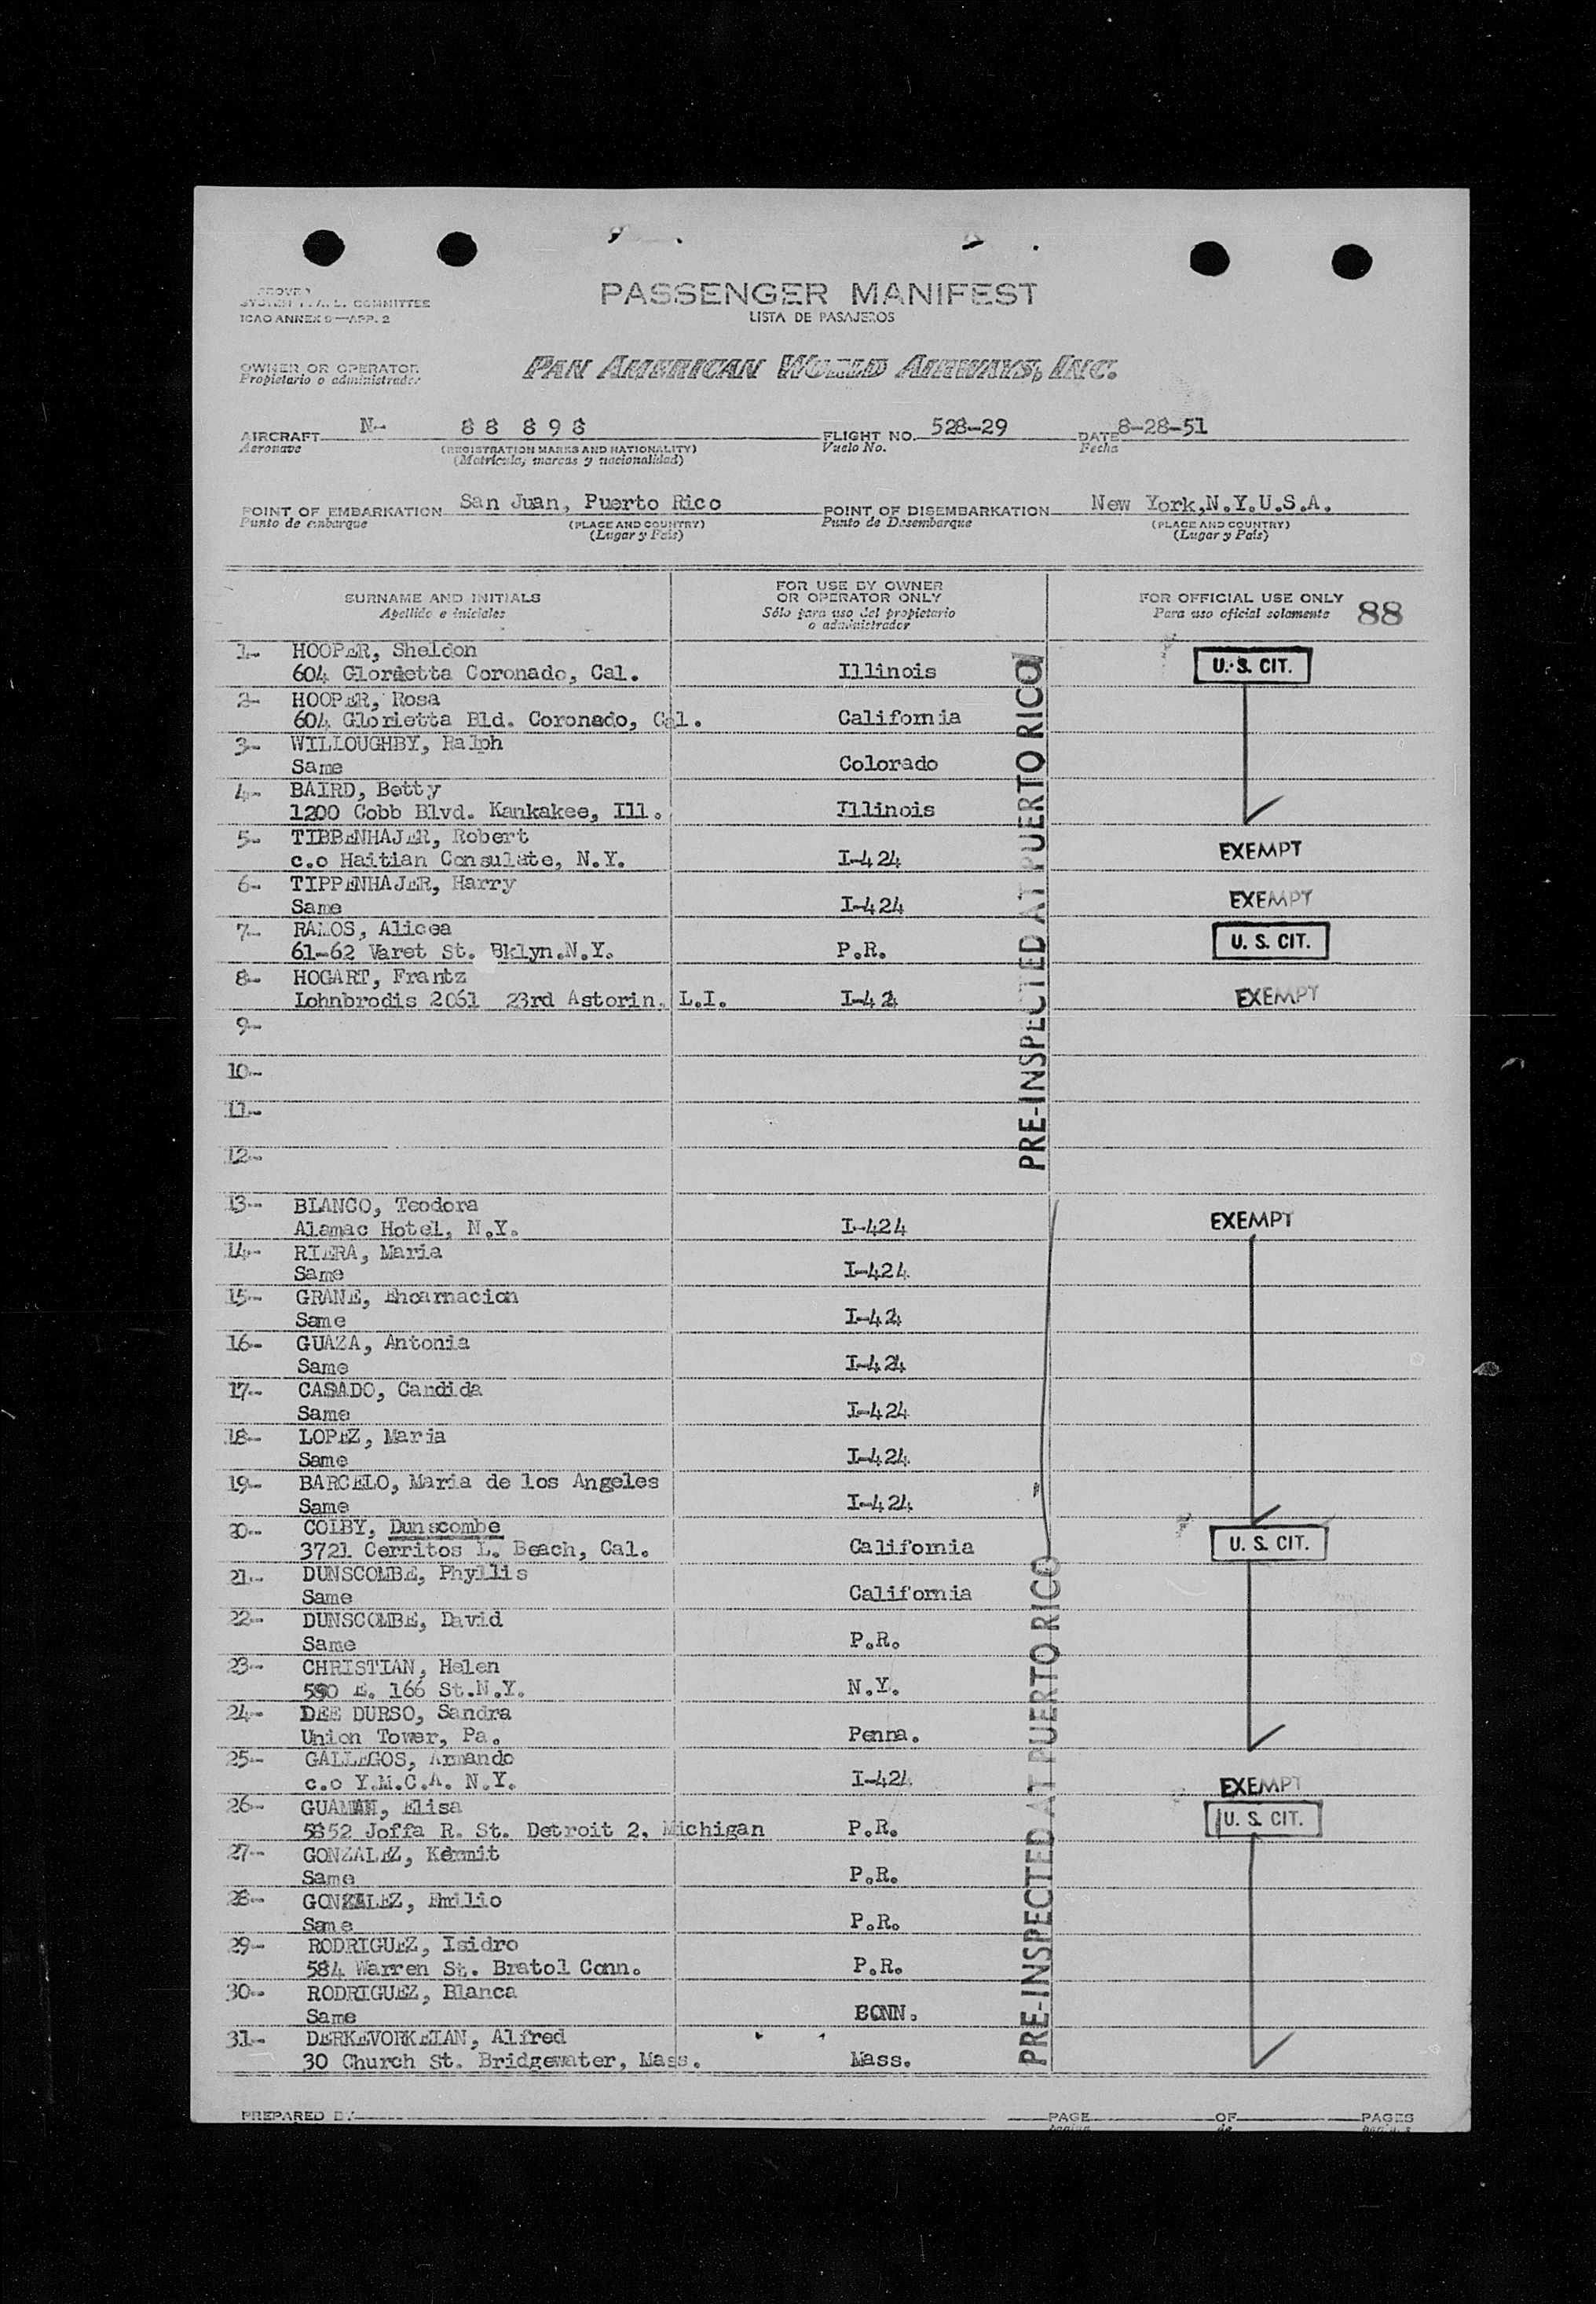 COMMITTEE
ICAO ANNEX 9—APP. 2
PASSENGER MANIFEST
LISTA DE PASAJEROS
OWNER OR OPERATOR
Propietario o administrador
PAN AMERICAN WORLD AIRWAYS, INC.
AIRCRAFT N- 88 898
Aeronave
(REGISTRATION MARKS AND NATIONALITY)
(Matricula, marcas y nacionalidad)
FLIGHT NO. 528-29
Vuelo No.
DATE 8-28-51
Fecha
POINT OF EMBARKATION San Juan, Puerto Rico
Punto de embarque
(PLACE AND COUNTRY)
(Lugar y Pais)
POINT OF DISEMBARKATION New York,N.Y.U.S.A.
Punto de Desembarque
(PLACE AND COUNTRY)
(Lugar y Pais)
SURNAME AND INITIALS
Apellido e iniciales
FOR USE BY OWNER
OR OPERATOR ONLY
Sólo para uso del propietario
o administrador
FOR OFFICIAL USE ONLY
Para uso oficial solamente
88
1- HOOPER, Sheldon
604 Glorietta Coronado, Cal. Illinois U. S. CIT.
2- HOOPER, Rosa
604 Glorietta Bld. Coronado, Cal. California
3- WILLOUGHBY, Ralph
Same Colorado
4- BAIRD, Betty
1200 Cobb Blvd. Kankakee, Ill. Illinois
5- TIBBENHAJER, Robert
c.o Haitian Consulate, N.Y. I-424 EXEMPT
6- TIPPENHAJER, Harry
Same I-424 EXEMPT
7- RAMOS, Alicea
61-62 Varet St. Bklyn.N.Y. P.R. U. S. CIT.
8- HOGART, Frantz
Lohnbrodis 2061 23rd Astorin, L.I. I-424 EXEMPT
9-
10-
11-
12-
PRE-INSPECTED AT PUERTO RICO
13- BLANCO, Teodora
Alamac Hotel, N.Y. I-424 EXEMPT
14- RIERA, Maria
Same I-424
15- GRANE, Encarnacion
Same I-424
16- GUAZA, Antonia
Same I-424
17- CASADO, Candida
Same I-424
18- LOPEZ, Maria
Same I-424
19- BARCELO, Maria de los Angeles
Same I-424
20- COLBY, Dunscombe
3721 Cerritos L. Beach, Cal. California U. S. CIT.
21- DUNSCOMBE, Phyllis
Same California
22- DUNSCOMBE, David
Same P.R.
23- CHRISTIAN, Helen
590 E. 166 St.N.Y. N.Y.
24- DEE DURSO, Sandra
Union Tower, Pa. Penna.
25- GALLEGOS, Armando
c.o Y.M.C.A. N.Y. I-424 EXEMPT
26- Elisa
5852 Joffa R. St. Detroit 2, Michigan P.R. U. S. CIT.
27- GONZALEZ, Kermit
Same P.R.
28- GONZALEZ, Emilio
Same P.R.
29- RODRIGUEZ, Isidro
584 Warren St. Bratol Conn. P.R.
30- RODRIGUEZ, Blanca
Same CONN.
31- DERKEVORKEIAN, Alfred
30 Church St. Bridgewater, Mass. Mass.
PRE-INSPECTED AT PUERTO RICO
PREPARED BY
PAGE OF PAGES